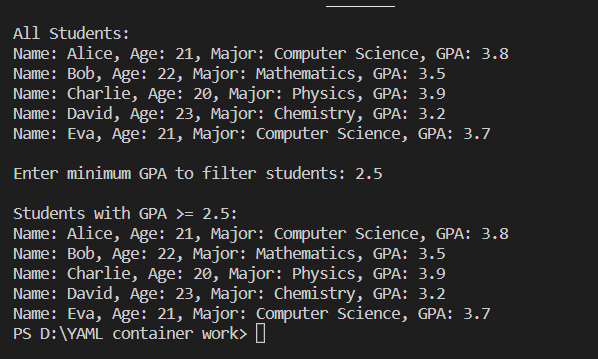 All Students:
Name: Alice, Age: 21, Major: Computer Science, GPA: 3.8
Name: Bob, Age: 22, Major: Mathematics, GPA: 3.5
Name: Charlie, Age: 20, Major: Physics, GPA: 3.9
Name: David, Age: 23, Major: Chemistry, GPA: 3.2
Name: Eva, Age: 21, Major: Computer Science, GPA: 3.7
Enter minimum GPA to filter students: 2.5
Students with GPA >= 2.5:
Name: Alice, Age: 21, Major: Computer Science, GPA: 3.8
Name: Bob, Age: 22, Major: Mathematics, GPA: 3.5
Name: Charlie, Age: 20, Major: Physics, GPA: 3.9
Name: David, Age: 23, Major: Chemistry, GPA: 3.2
Name: Eva, Age: 21, Major: Computer Science, GPA: 3.7
PS D:\YAML container work>